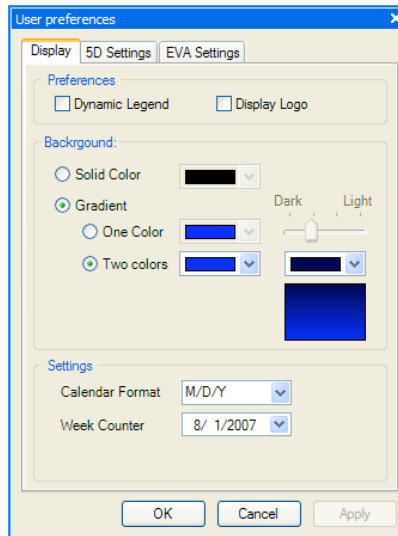 User preferences
Display 5D Settings EVA Settings
Preferences
Dynamic Legend Display Logo
Backrgound:
Solid Color
Gradient Dark Light
One Color
Two colors
Settings
Calendar Format M/D/Y
Week Counter 8/ 1/2007
OK Cancel Apply